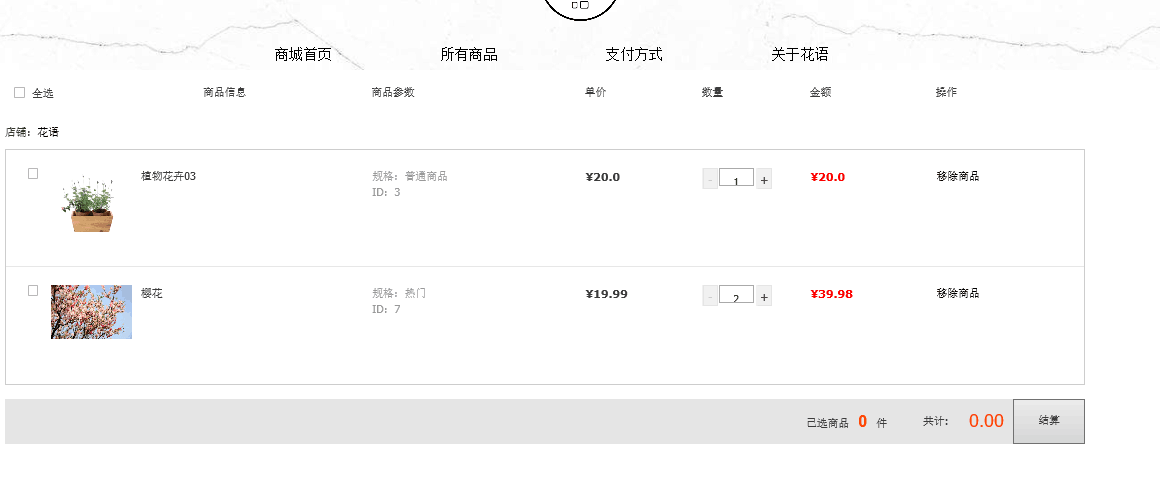 商城首页 所有商品 支付方式 关于花语
全选 商品信息 商品参数 单价 数量 金额 操作
店铺：花语
植物花卉03 规格：普通商品 ¥20.0 - 1 + ¥20.0 移除商品
ID：3
樱花 规格：热门 ¥19.99 - 2 + ¥39.98 移除商品
ID：7
已选商品 0 件 共计： 0.00 结算